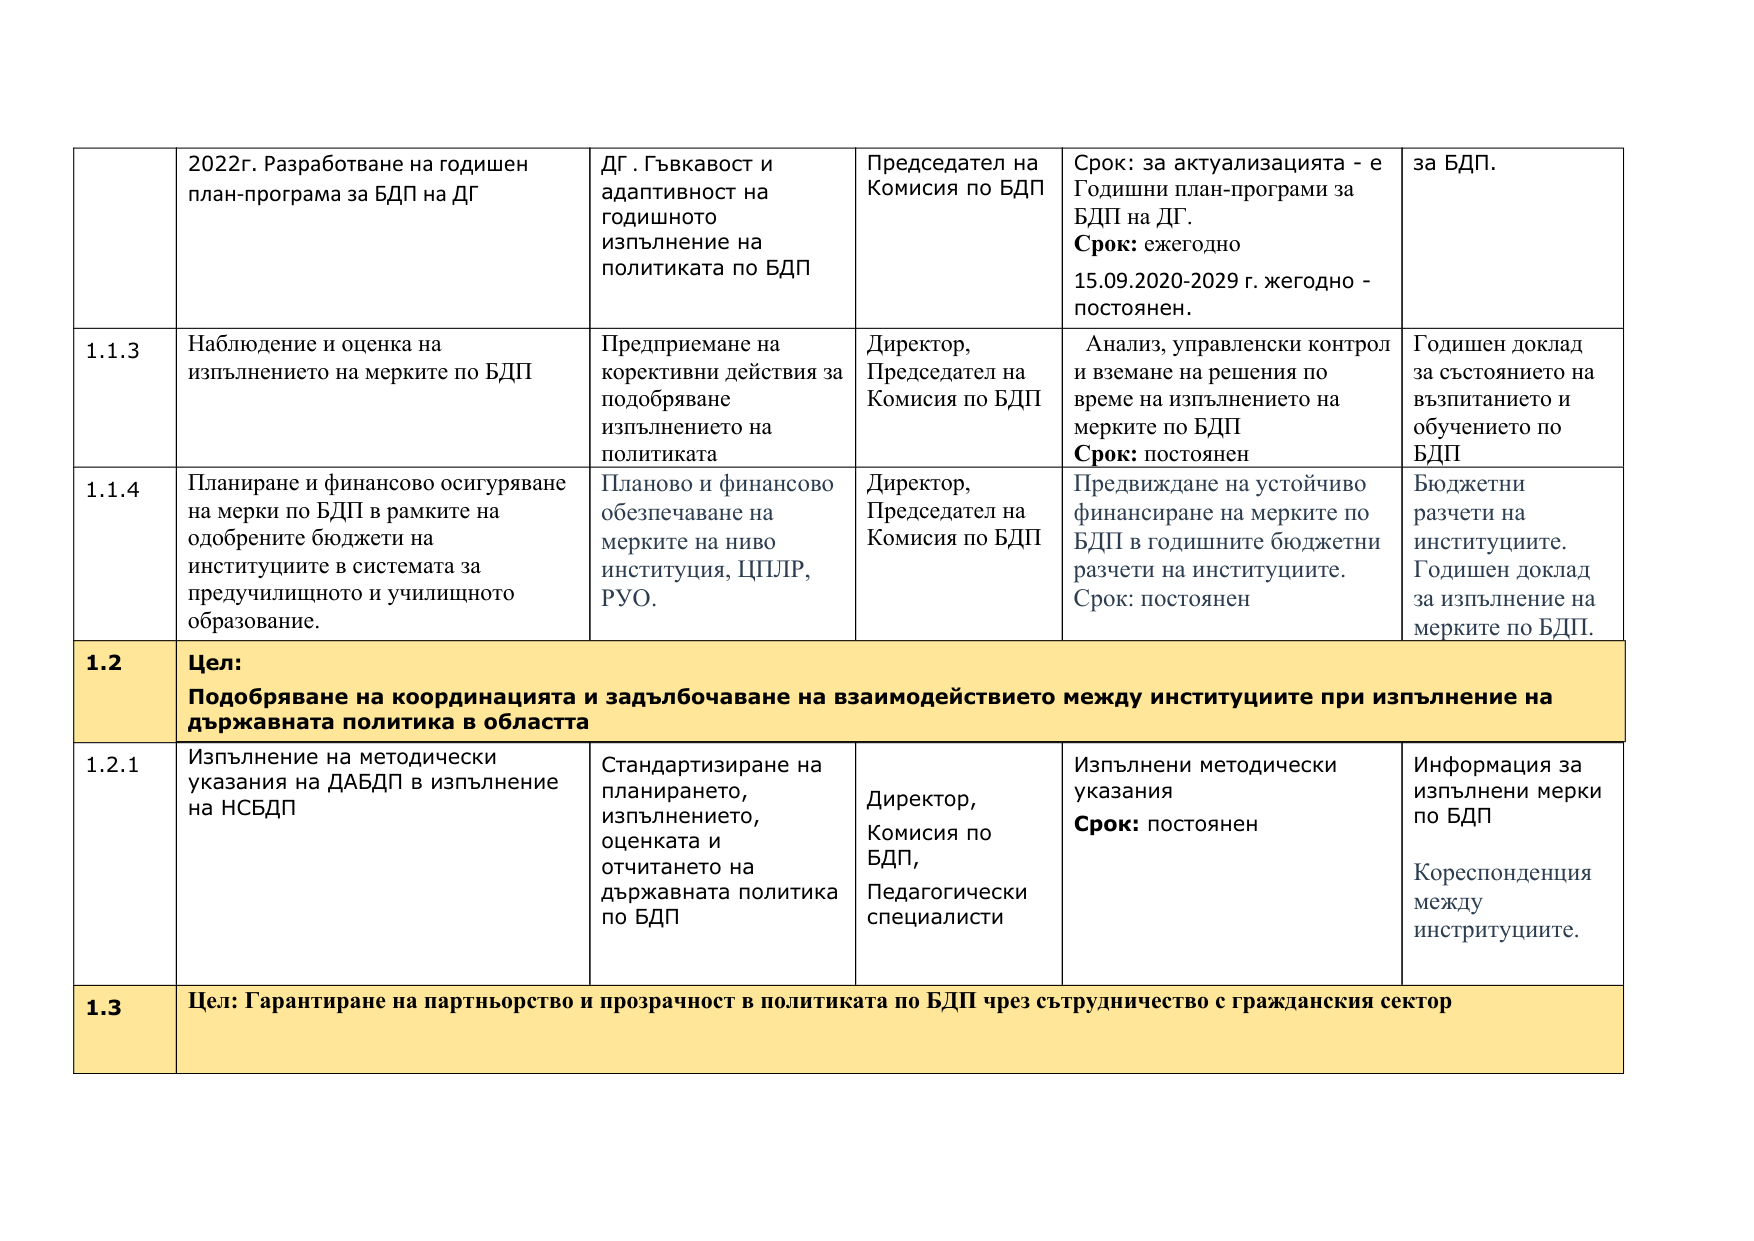 2022г. Разработване на годишен
план-програма за БДП на ДГ
ДГ . Гъвкавост и
адаптивност на
годишното
изпълнение на
политиката по БДП
Председател на
Комисия по БДП
Срок: за актуализацията - е
Годишни план-програми за
БДП на ДГ.
Срок: ежегодно
15.09.2020-2029 г. жегодно -
постоянен.
за БДП.
1.1.3
Наблюдение и оценка на
изпълнението на мерките по БДП
Предприемане на
корективни действия за
подобряване
изпълнението на
политиката
Директор,
Председател на
Комисия по БДП
Анализ, управленски контрол
и вземане на решения по
време на изпълнението на
мерките по БДП
Срок: постоянен
Годишен доклад
за състоянието на
възпитанието и
обучението по
БДП
1.1.4
Планиране и финансово осигуряване
на мерки по БДП в рамките на
одобрените бюджети на
институциите в системата за
предучилищното и училищното
образование.
Планово и финансово
обезпечаване на
мерките на ниво
институция, ЦПЛР,
РУО.
Директор,
Председател на
Комисия по БДП
Предвиждане на устойчиво
финансиране на мерките по
БДП в годишните бюджетни
разчети на институциите.
Срок: постоянен
Бюджетни
разчети на
институциите.
Годишен доклад
за изпълнение на
мерките по БДП.
1.2
Цел:
Подобряване на координацията и задълбочаване на взаимодействието между институциите при изпълнение на
държавната политика в областта
1.2.1
Изпълнение на методически
указания на ДАБДП в изпълнение
на НСБДП
Стандартизиране на
планирането,
изпълнението,
оценката и
отчитането на
държавната политика
по БДП
Директор,
Комисия по
БДП,
Педагогически
специалисти
Изпълнени методически
указания
Срок: постоянен
Информация за
изпълнени мерки
по БДП
Кореспонденция
между
инстритуциите.
1.3
Цел: Гарантиране на партньорство и прозрачност в политиката по БДП чрез сътрудничество с гражданския сектор